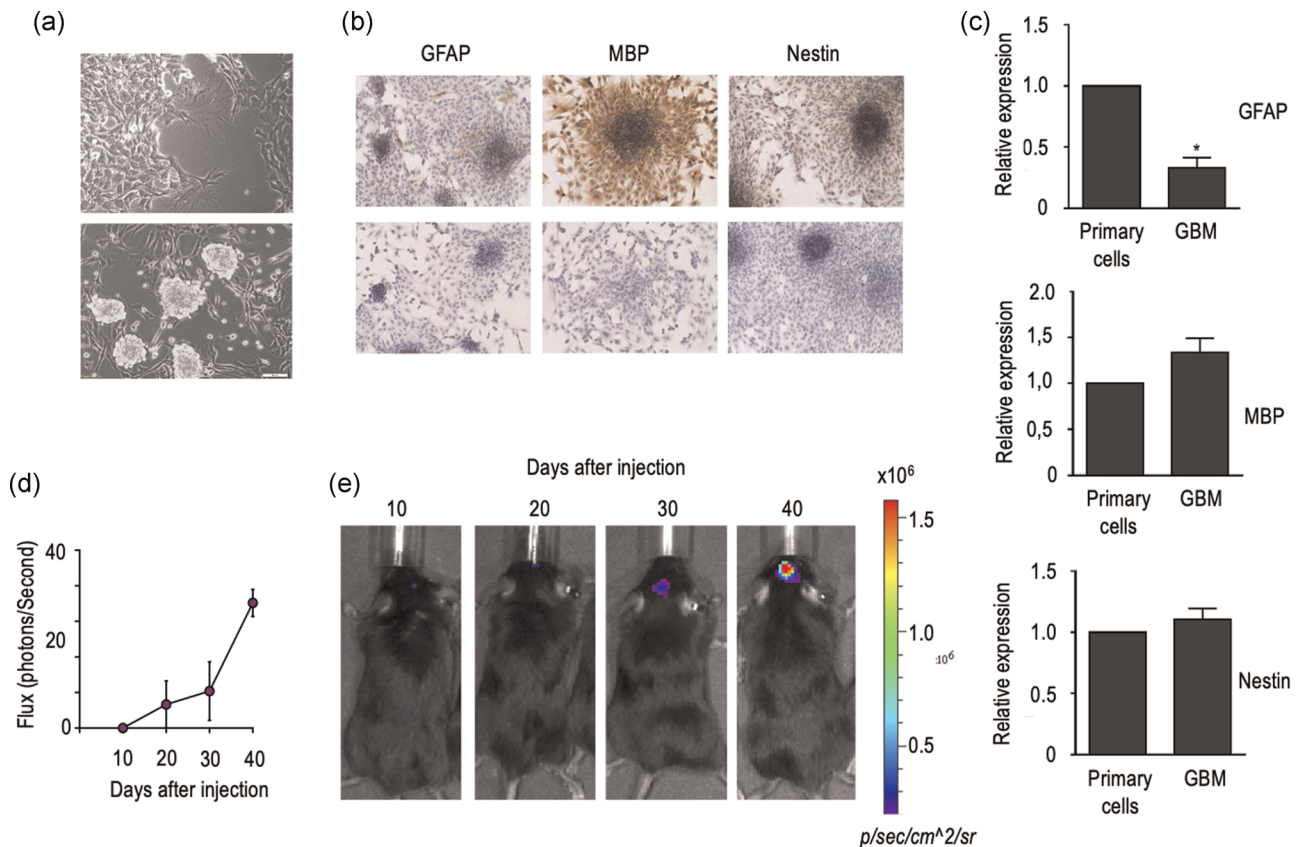 (a)
(b)
GFAP MBP Nestin
(c)
1.5
1.0
0.5
0
Relative expression
GFAP
*
Primary cells
GBM
2.0
1.5
1,0
0,5
0
Relative expression
MBP
Primary cells
GBM
1.5
1.0
0.5
0
Relative expression
Nestin
Primary cells
GBM
(d)
Flux (photons/Second)
40
20
0
10 20 30 40
Days after injection
(e)
Days after injection
10 20 30 40
x10⁶
1.5
1.0
:10⁶
0.5
p/sec/cm^2/sr